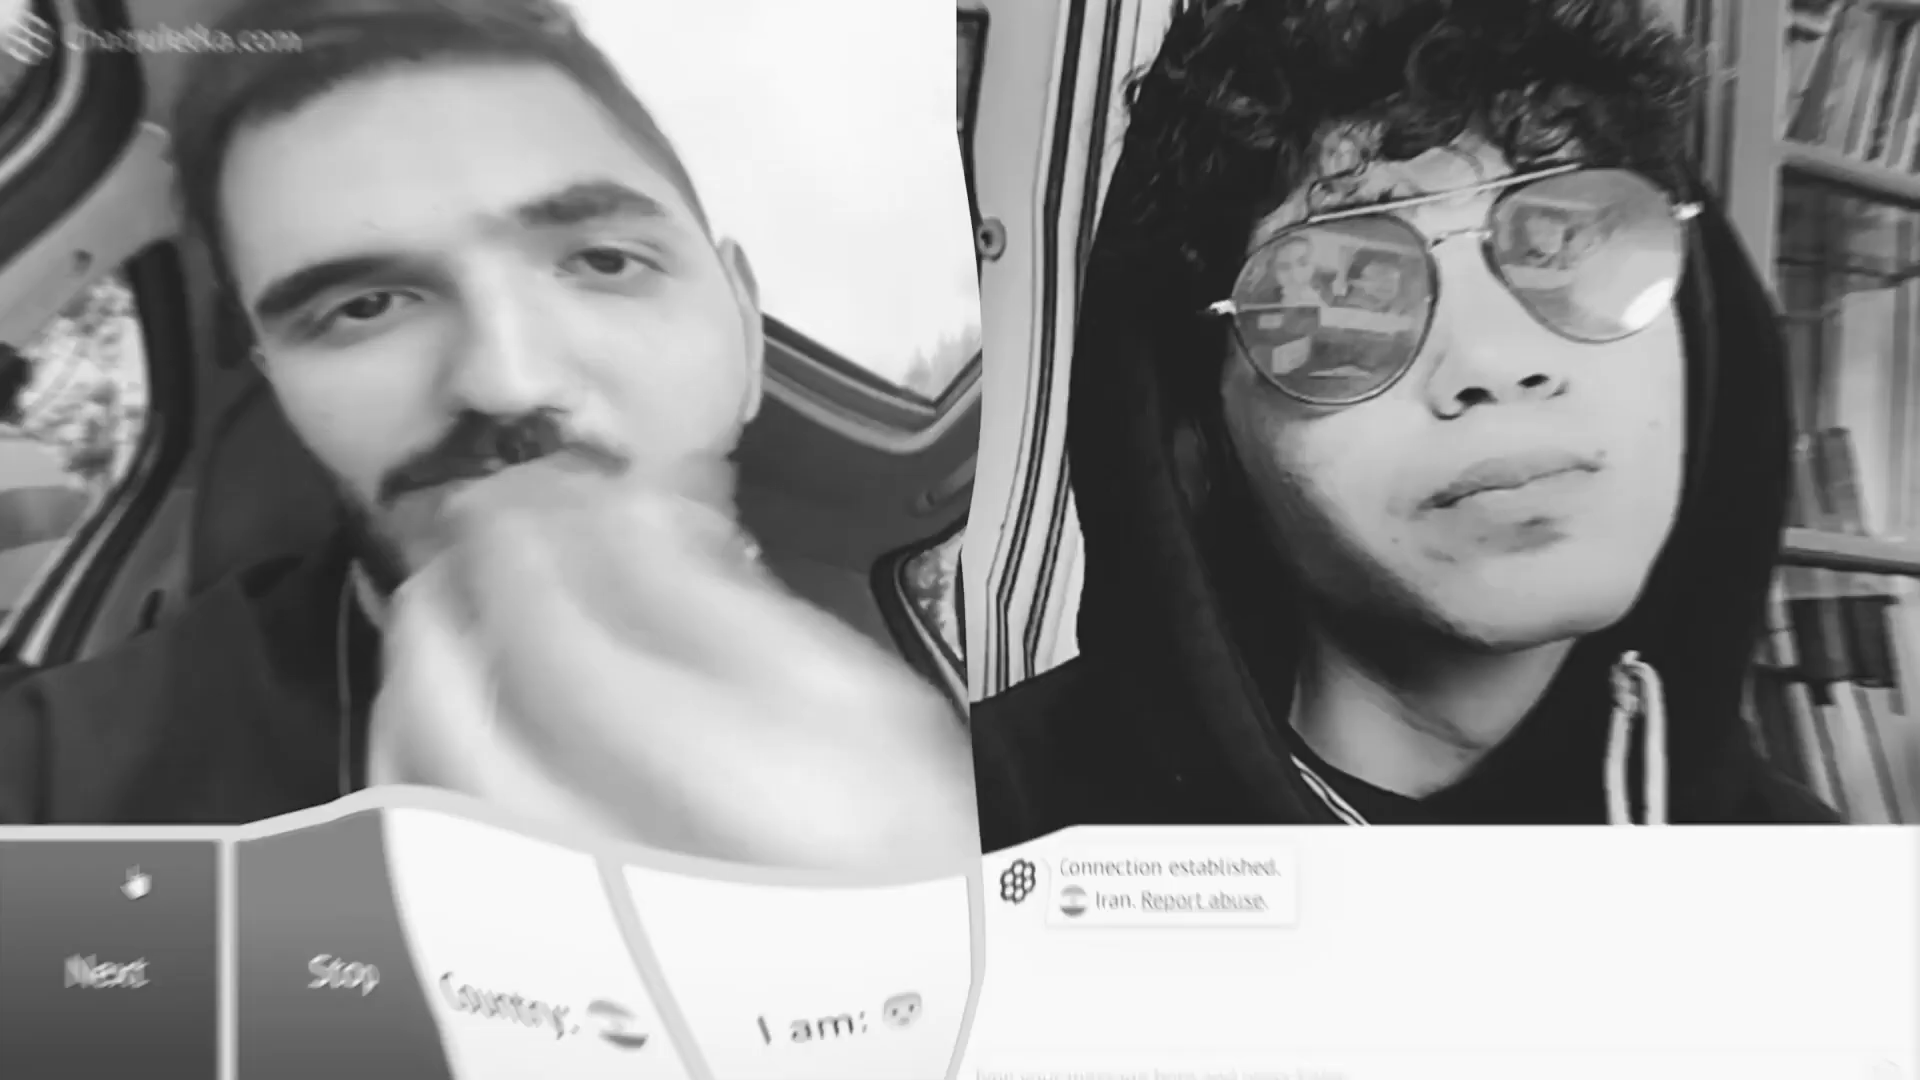 Next
Stop
Country:
I am:
Connection established.
Iran. Report abuse.